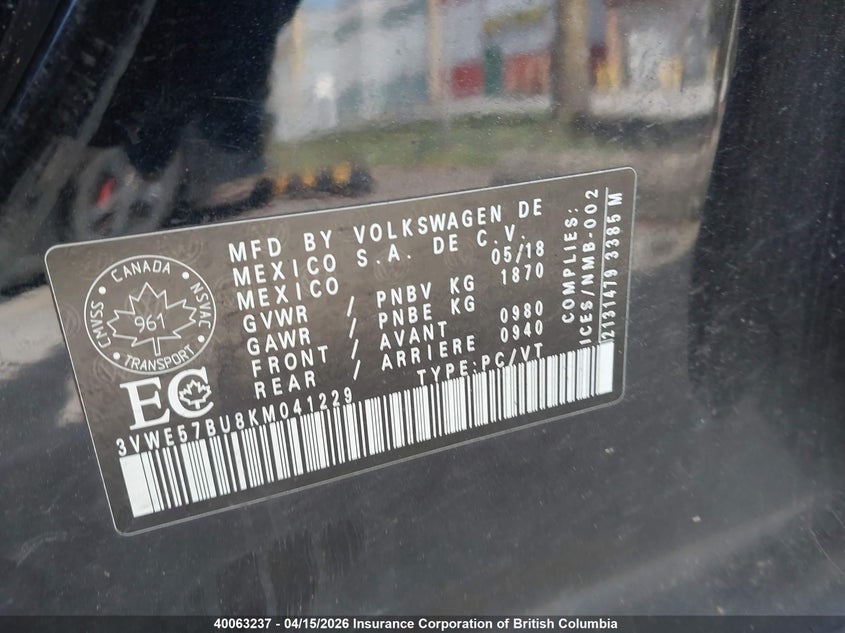 MFD BY VOLKSWAGEN DE
MEXICO S.A. DE C.V.
MEXICO 05/18
GVWR / PNBV KG 1870
GAWR / PNBE KG
FRONT / AVANT 0980
REAR / ARRIERE 0940
TYPE:PC/VT
COMPLIES:
ICES/NMB-002
2131479 3385 M
CANADA
CMVSS
NSVAC
961
TRANSPORT
EC
3VWE57BU8KM041229
40063237 - 04/15/2026 Insurance Corporation of British Columbia